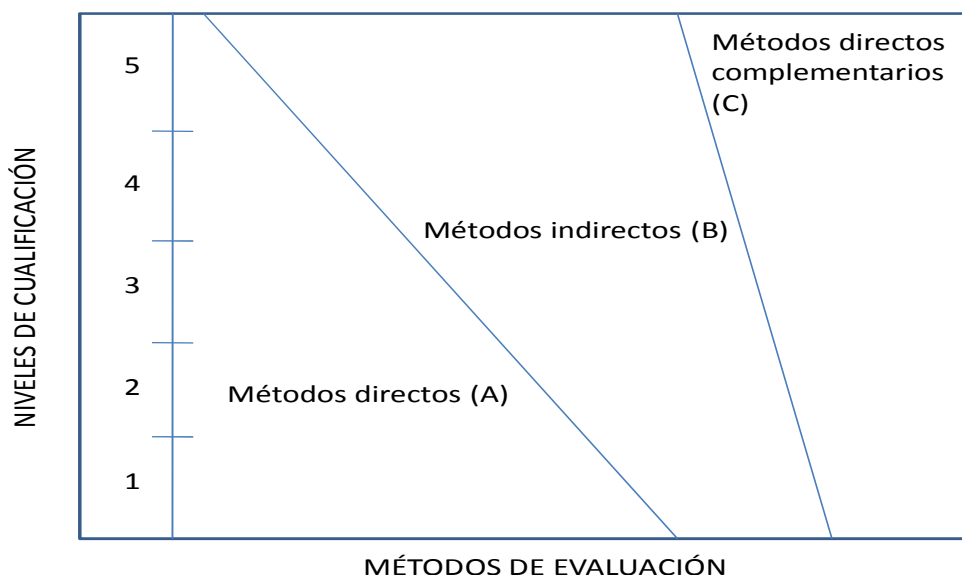 NIVELES DE CUALIFICACIÓN
5
4
3
2
1
Métodos directos
complementarios
(C)
Métodos indirectos (B)
Métodos directos (A)
MÉTODOS DE EVALUACIÓN